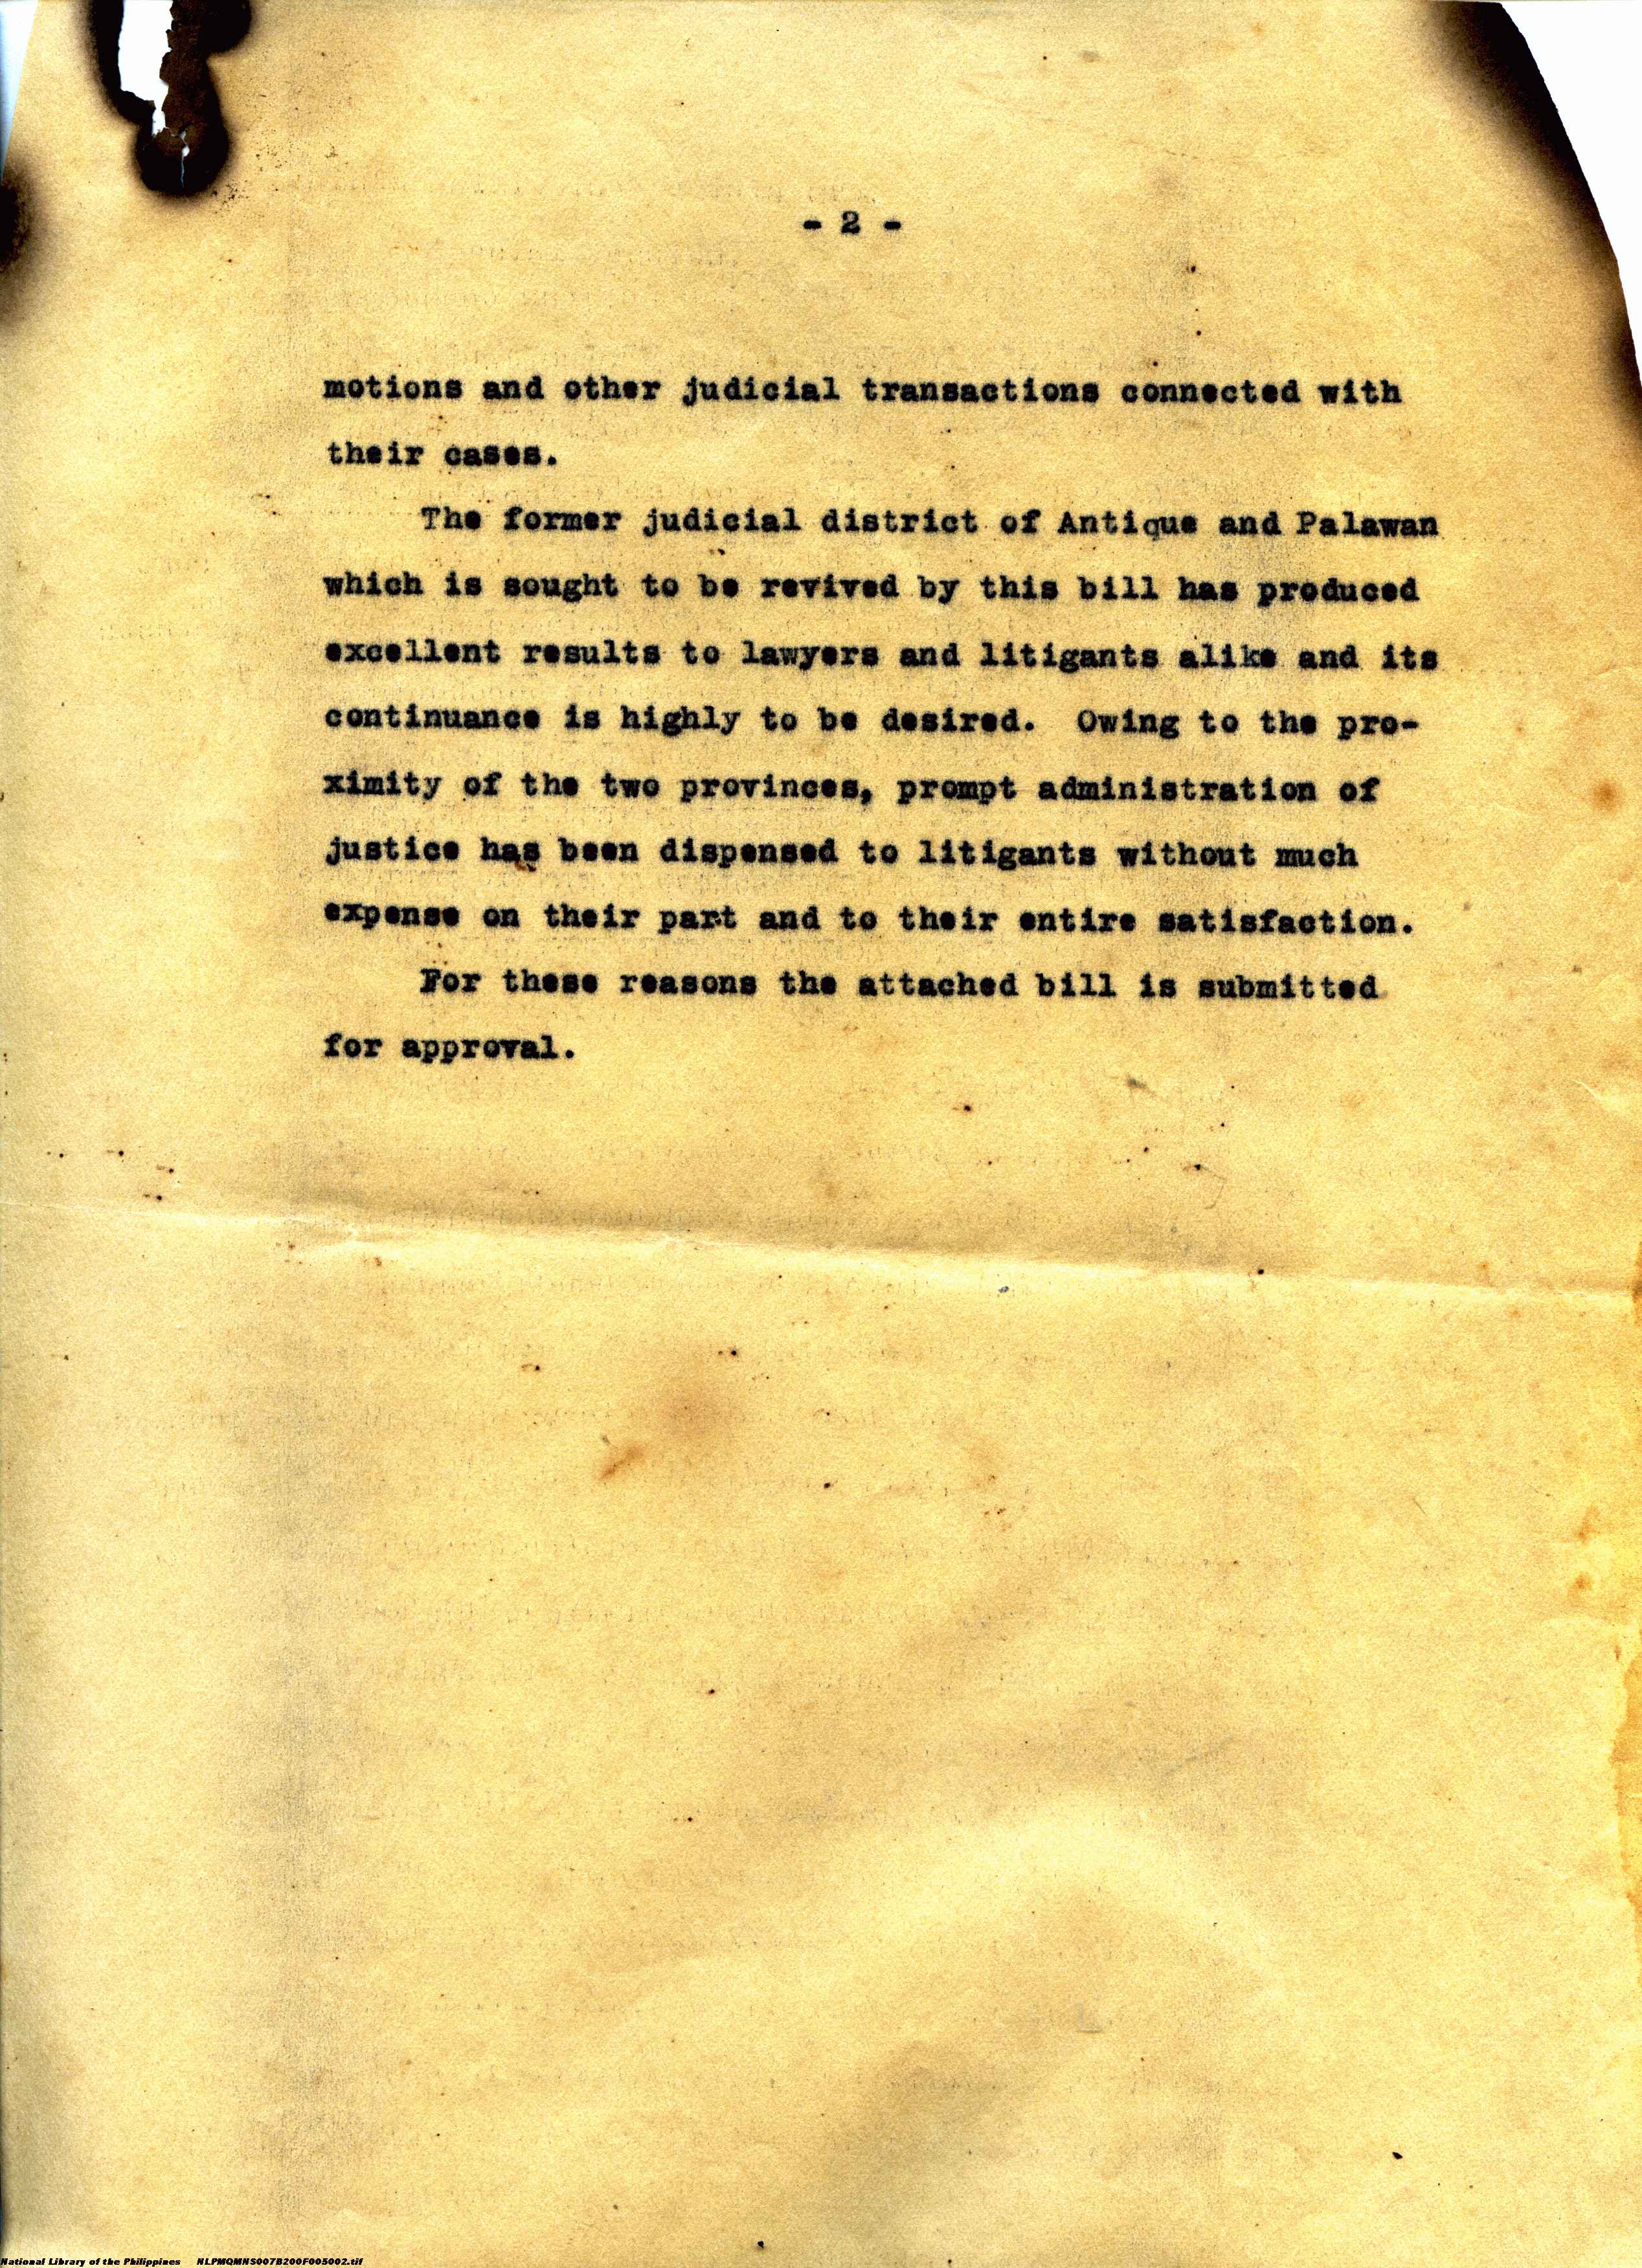 - 2 -
motions and other judicial transactions connected with
their cases.
The former judicial district of Antique and Palawan
which is sought to be revived by this bill has produced
excellent results to lawyers and litigants alike and its
continuance is highly to be desired. Owing to the pro-
ximity of the two provinces, prompt administration of
justice has been dispensed to litigants without much
expense on their part and to their entire satisfaction.
For these reasons the attached bill is submitted
for approval.
National Library of the Philippines NLPMQMNS007B200F005002.tif